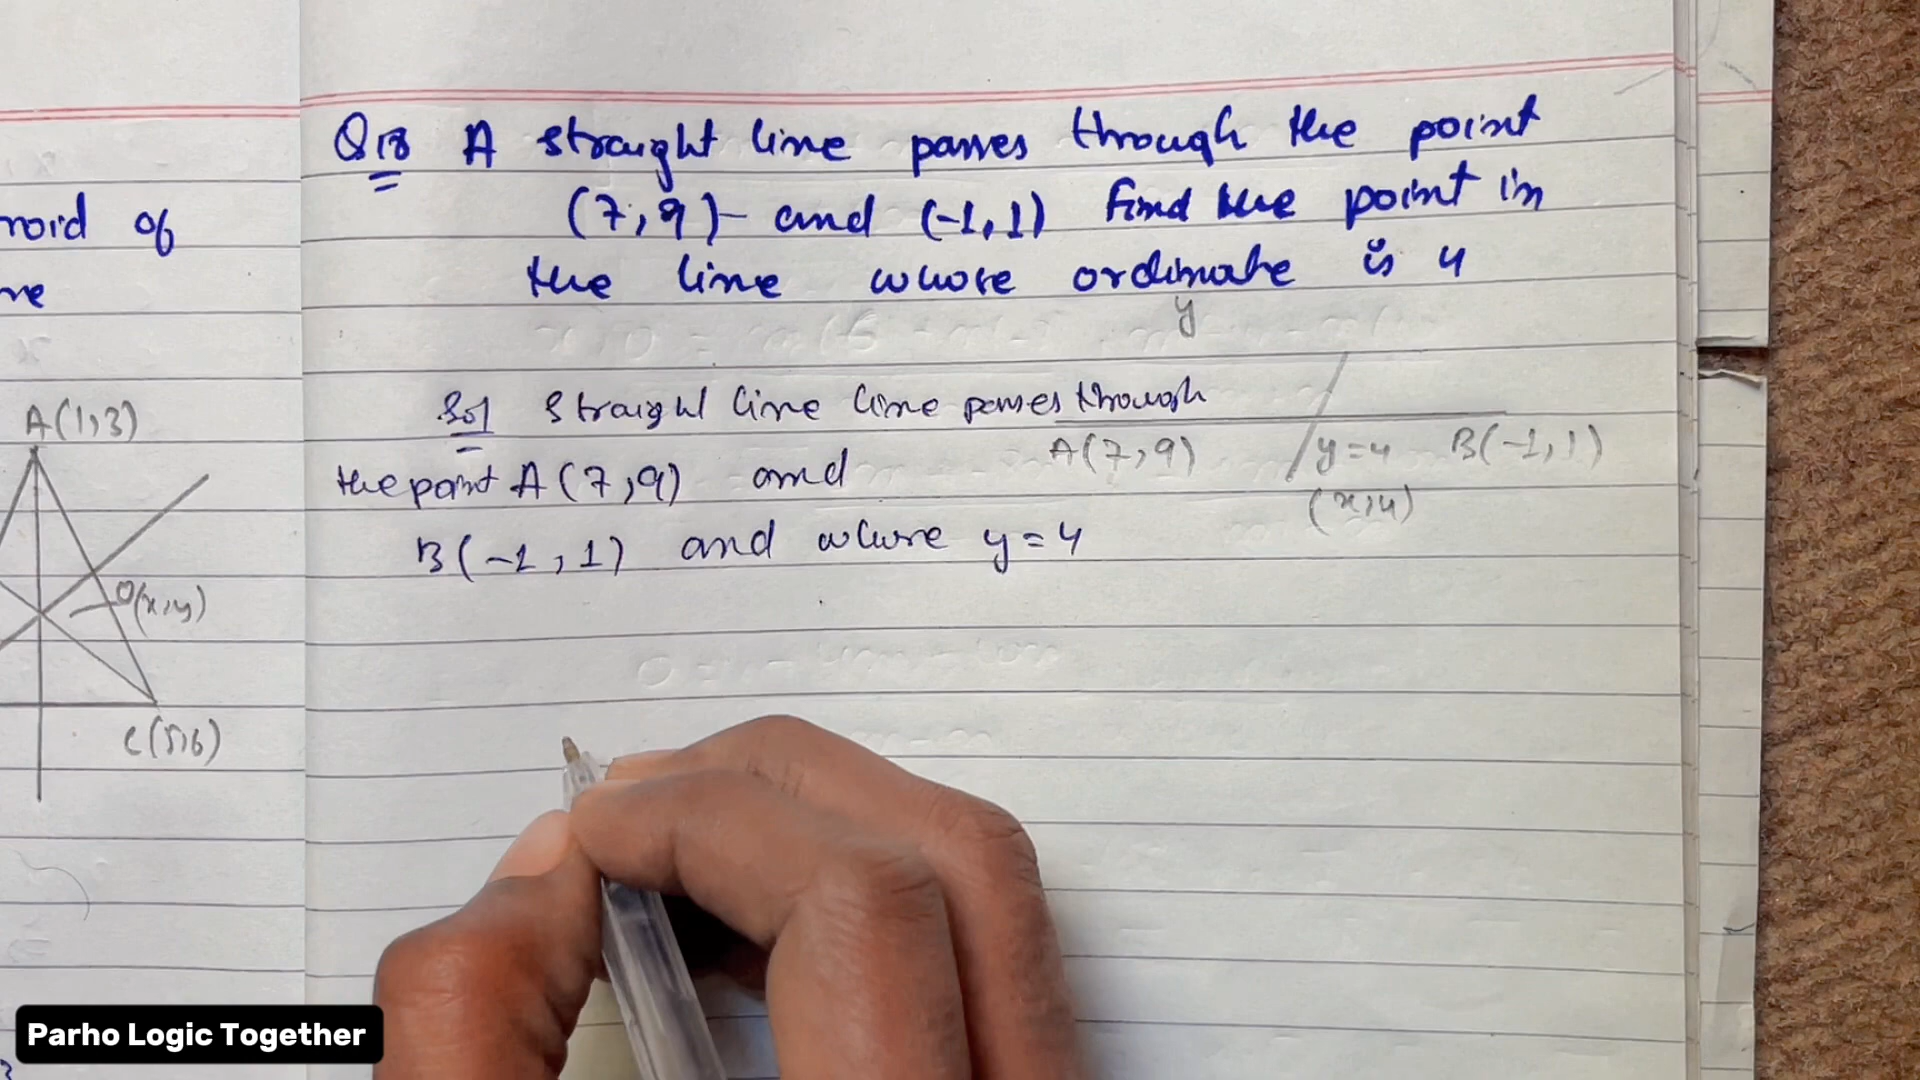 Q18 A straight line passes through the point
(7,9) and (-1,1) find the point in
the line whose ordinate is 4
y
Sol straight line line passes through
the point A(7,9) and
B(-1,1) and where y=4
A(7,9)
y=4
B(-1,1)
(x,4)
roid of
A(1,3)
O(x,y)
C(5,6)
Parho Logic Together